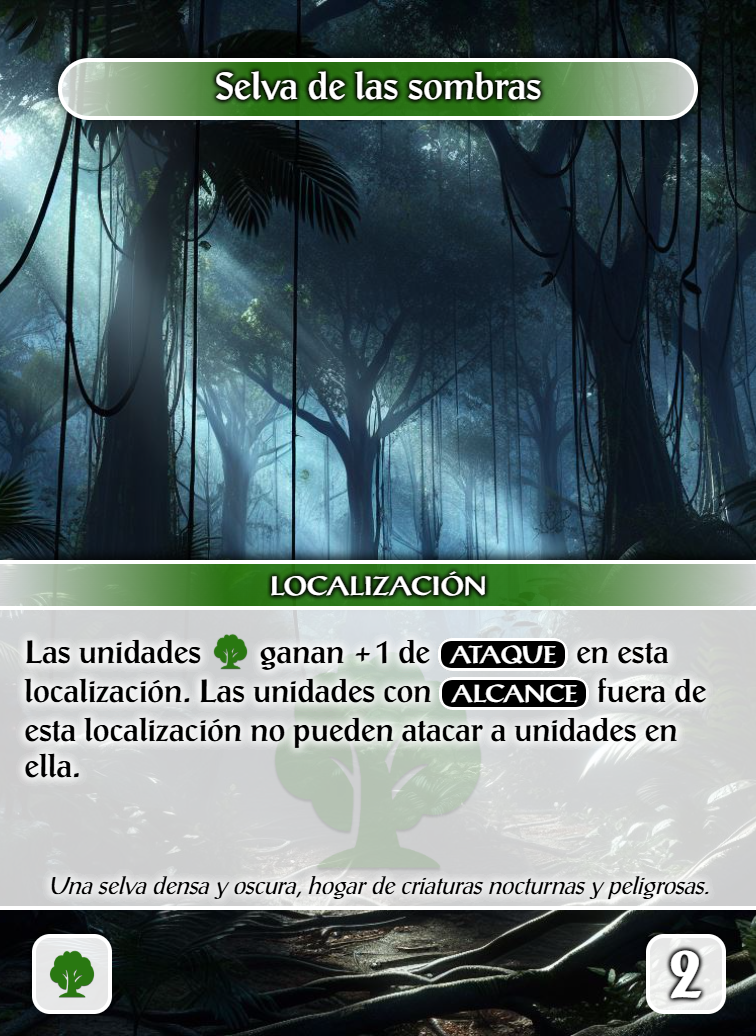 Selva de las sombras
LOCALIZACIÓN
Las unidades ganan +1 de ATAQUE en esta
localización. Las unidades con ALCANCE fuera de
esta localización no pueden atacar a unidades en
ella.
Una selva densa y oscura, hogar de criaturas nocturnas y peligrosas.
2